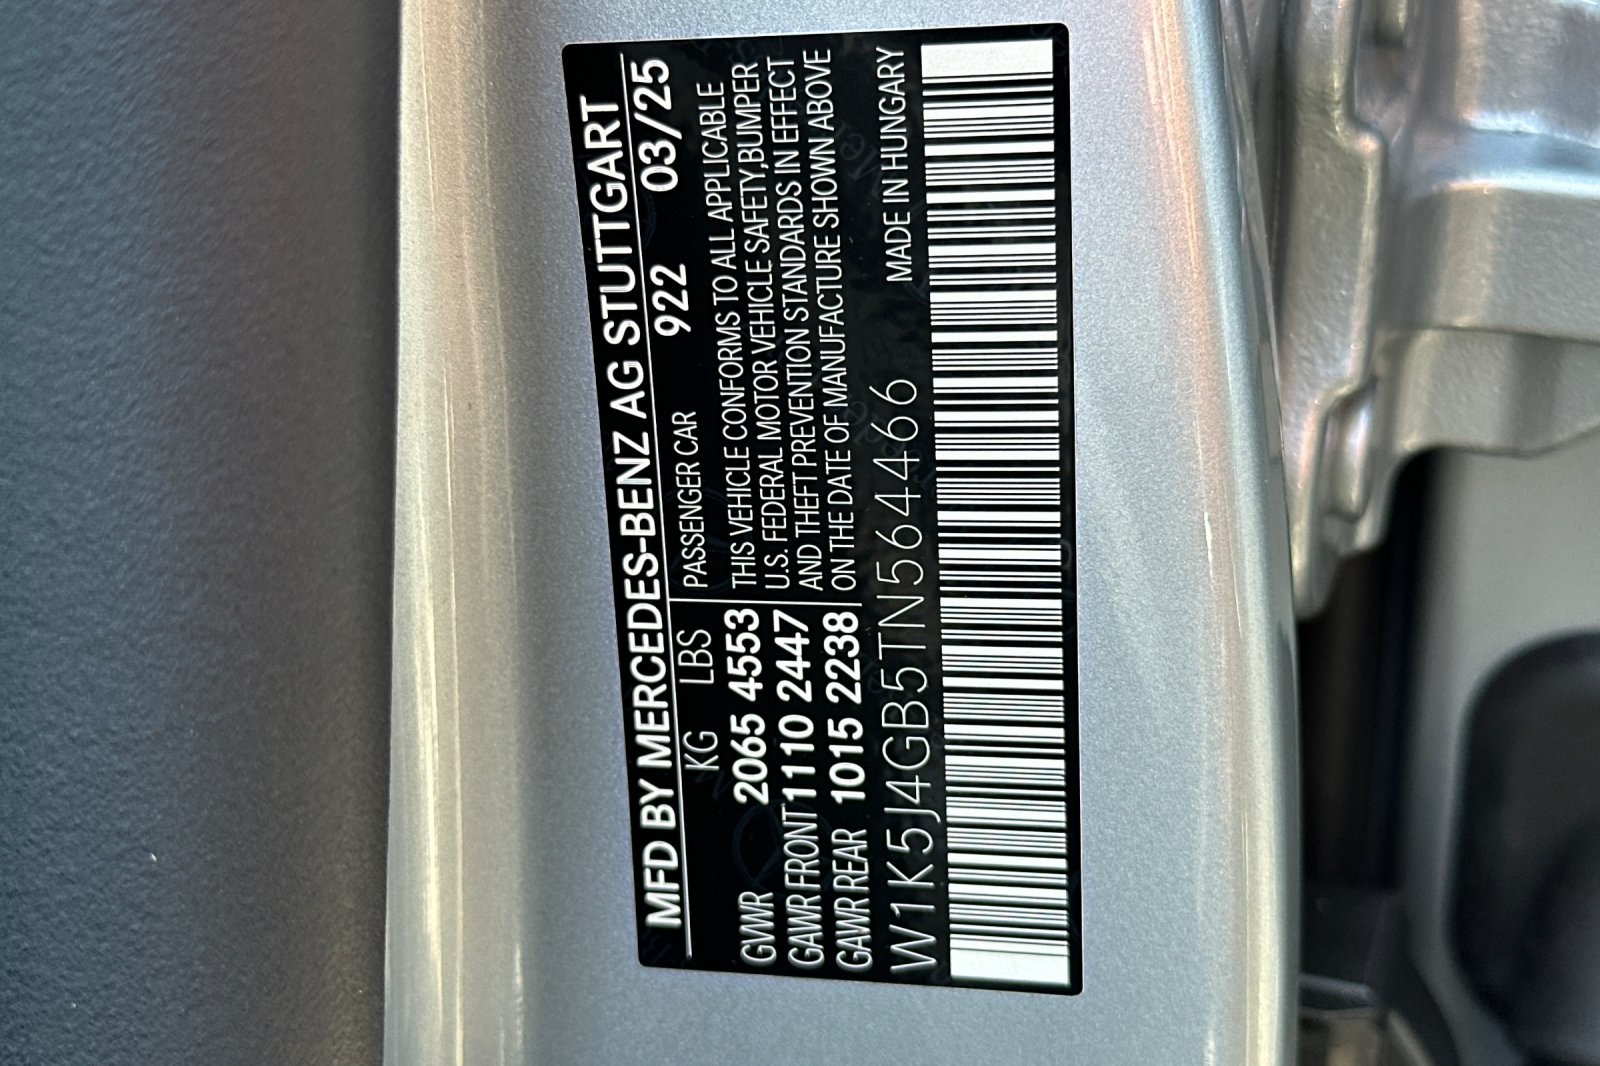 MFD BY MERCEDES-BENZ AG STUTTGART
KG LBS PASSENGER CAR 922 03/25
GVWR 2065 4553 THIS VEHICLE CONFORMS TO ALL APPLICABLE
GAWR FRONT 1110 2447 U.S. FEDERAL MOTOR VEHICLE SAFETY,BUMPER
AND THEFT PREVENTION STANDARDS IN EFFECT
GAWR REAR 1015 2238 ON THE DATE OF MANUFACTURE SHOWN ABOVE
W1K5J4GB5TN564466 MADE IN HUNGARY